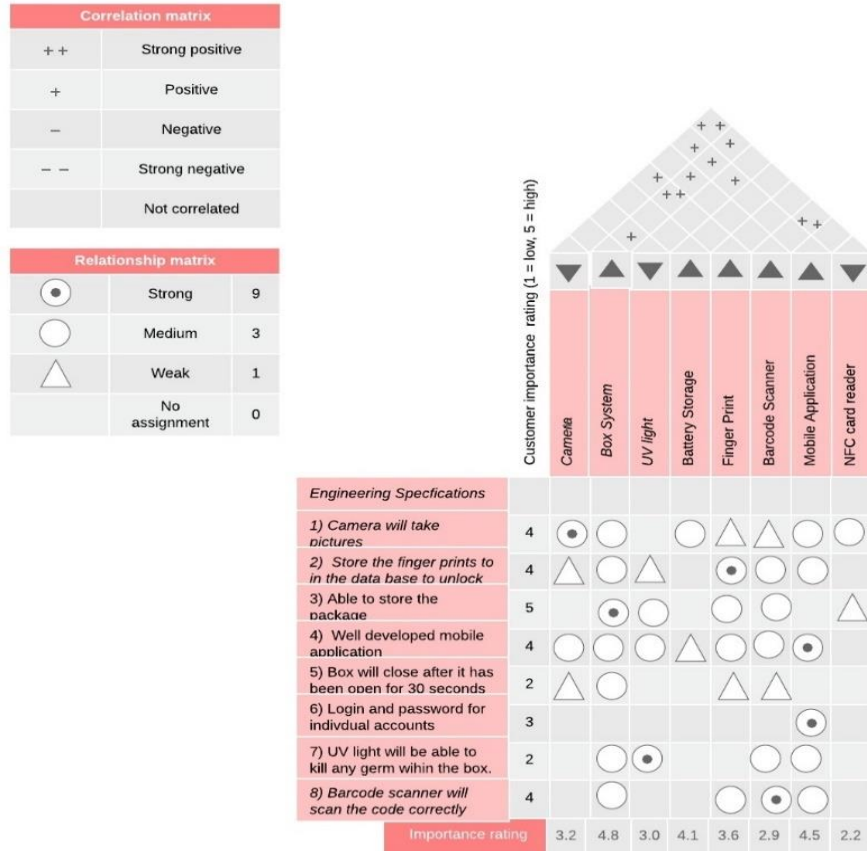 Correlation matrix
+ + Strong positive
+ Positive
− Negative
− − Strong negative
Not correlated
Relationship matrix
Strong 9
Medium 3
Weak 1
No
assignment 0
Customer importance rating (1 = low, 5 = high)
Camera
Box System
UV light
Battery Storage
Finger Print
Barcode Scanner
Mobile Application
NFC card reader
Engineering Specfications
1) Camera will take
pictures 4
2) Store the finger prints to
in the data base to unlock 4
3) Able to store the
package 5
4) Well developed mobile
application 4
5) Box will close after it has
been open for 30 seconds 2
6) Login and password for
indivdual accounts 3
7) UV light will be able to
kill any germ wihin the box. 2
8) Barcode scanner will
scan the code correctly 4
Importance rating 3.2 4.8 3.0 4.1 3.6 2.9 4.5 2.2